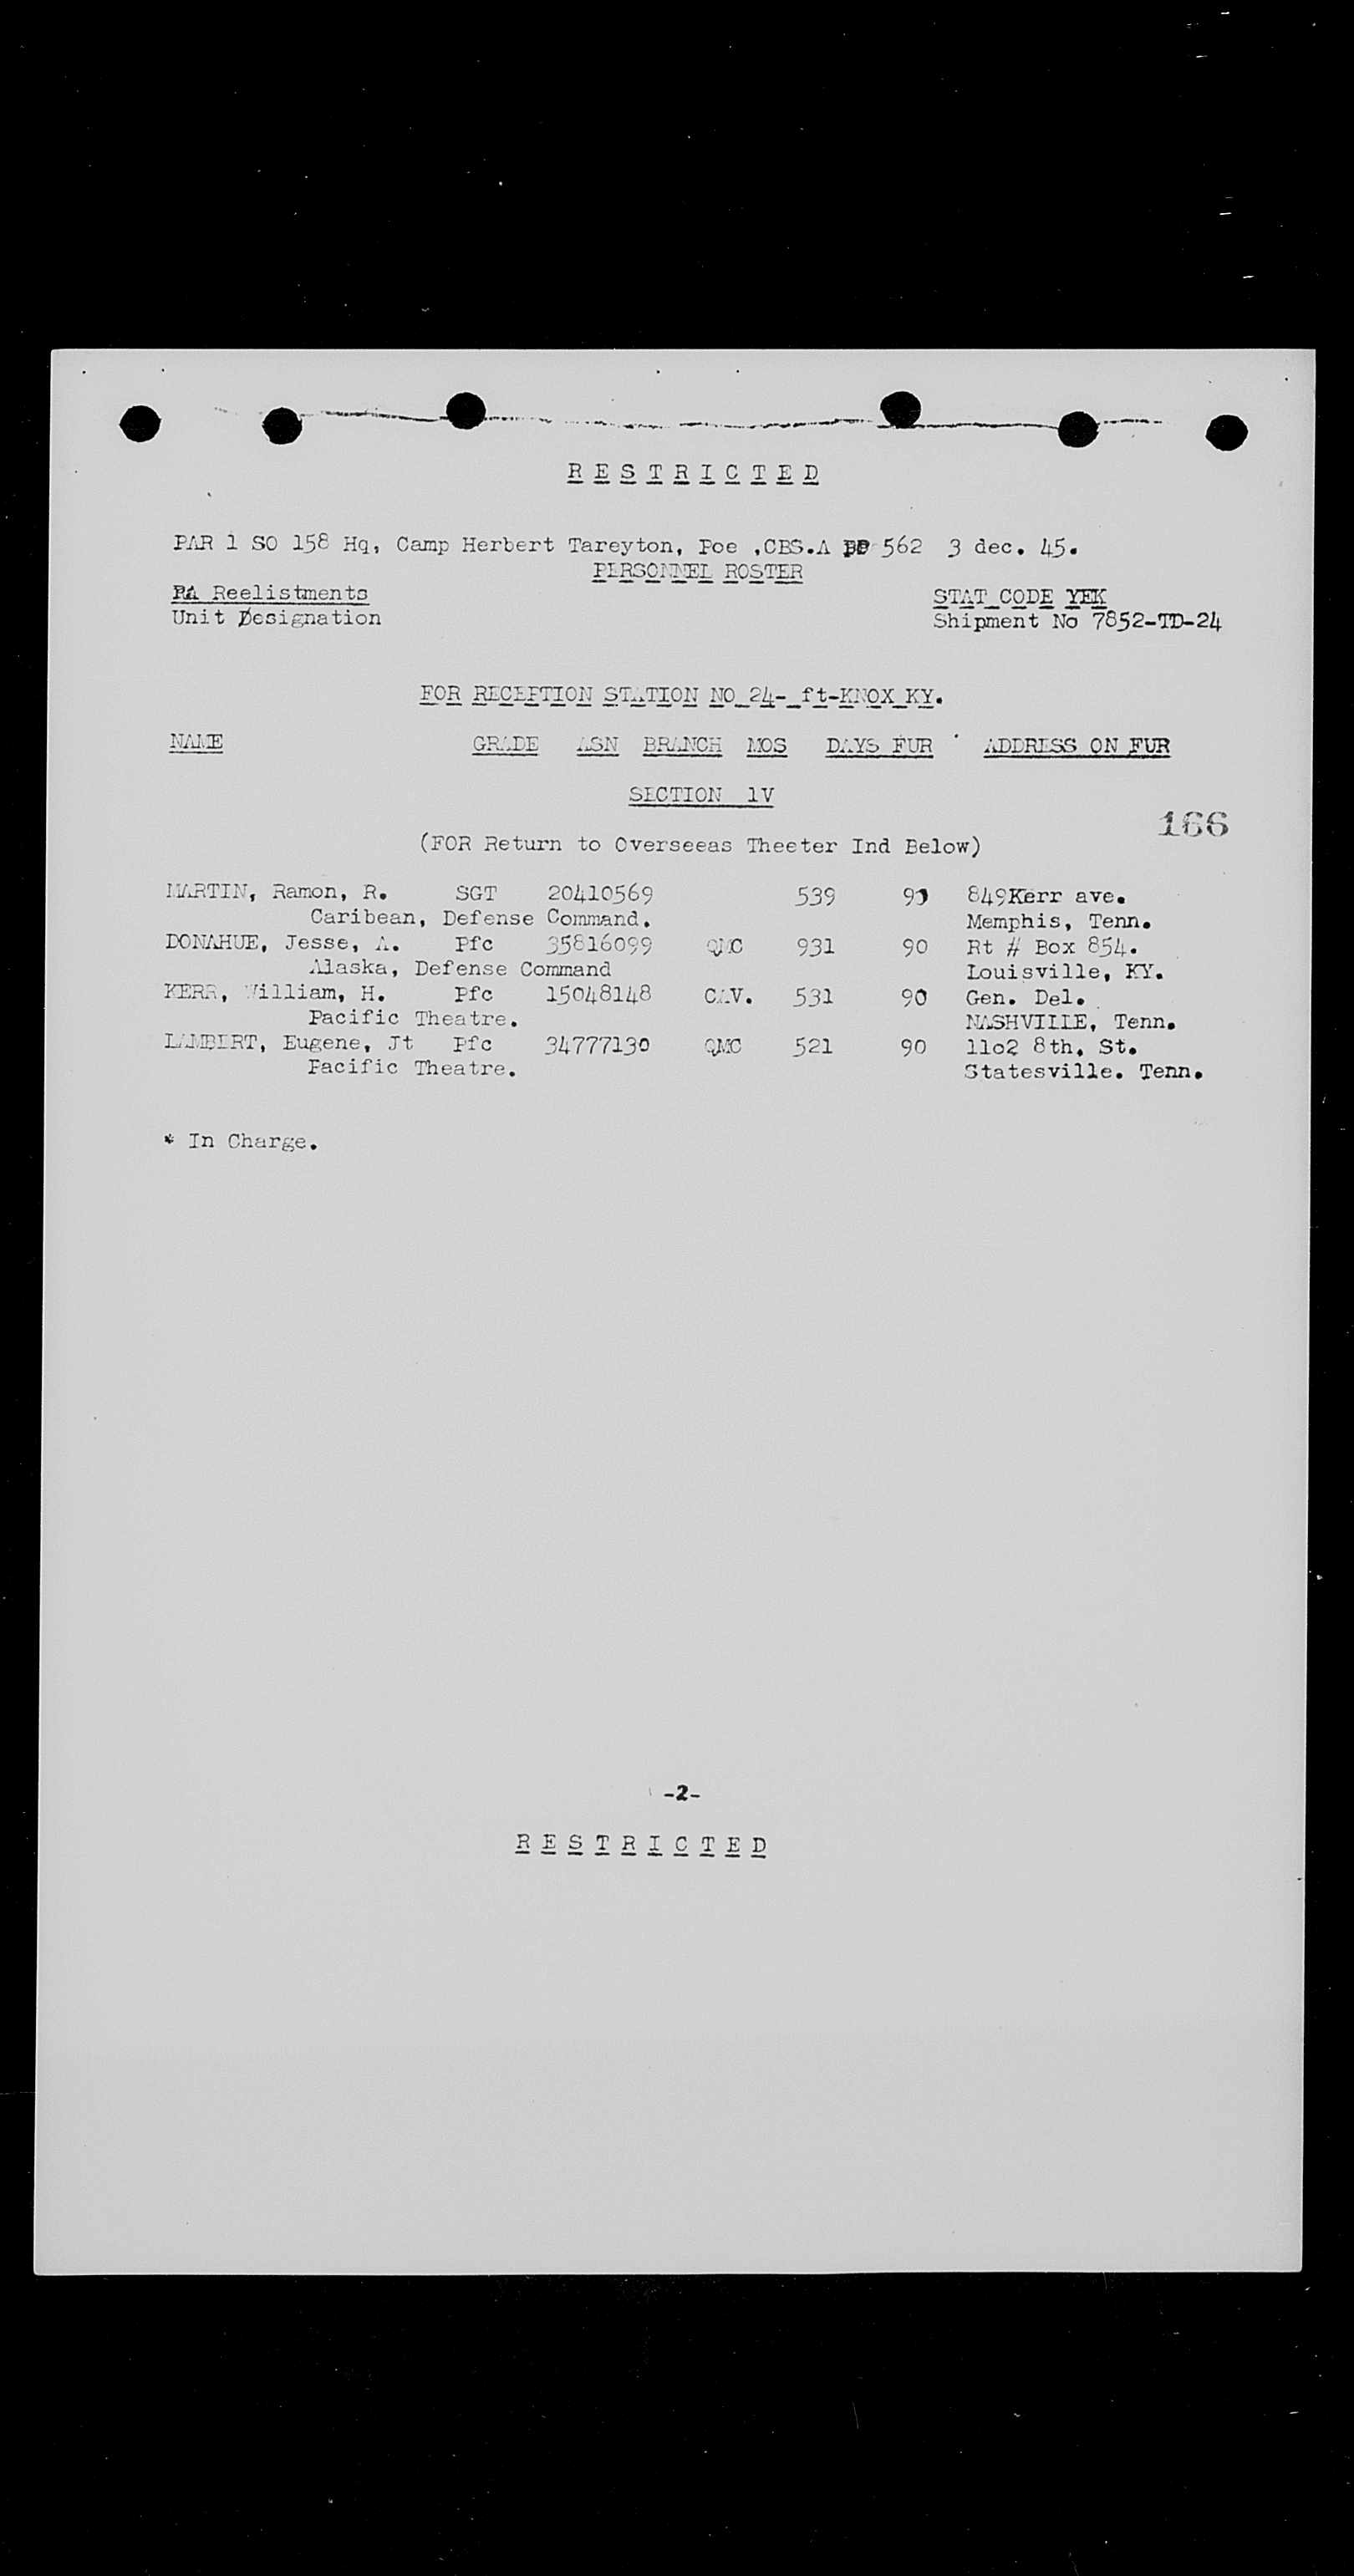 RESTRICTED
PAR 1 SO 158 Hq, Camp Herbert Tareyton, Poe ,CBS.A 562 3 dec. 45.
PERSONNEL ROSTER
RA Reelistments STAT CODE YEK
Unit Designation Shipment No 7852-TD-24
FOR RECEPTION STATION NO 24- ft-KNOX KY.
NAME GRADE ASN BRANCH MOS DAYS FUR ADDRESS ON FUR
SECTION 1V
166
(FOR Return to Overseeas Theeter Ind Below)
MARTIN, Ramon, R. SGT 20410569 539 90 849Kerr ave.
Caribean, Defense Command. Memphis, Tenn.
DONAHUE, Jesse, A. Pfc 35816099 QMC 931 90 Rt # Box 854.
Alaska, Defense Command Louisville, KY.
KERR, William, H. Pfc 15048148 CAV. 531 90 Gen. Del.
Pacific Theatre. NASHVILLE, Tenn.
LAMBERT, Eugene, Jt Pfc 34777130 QMC 521 90 11o2 8th, St.
Pacific Theatre. Statesville. Tenn.
* In Charge.
-2-
RESTRICTED